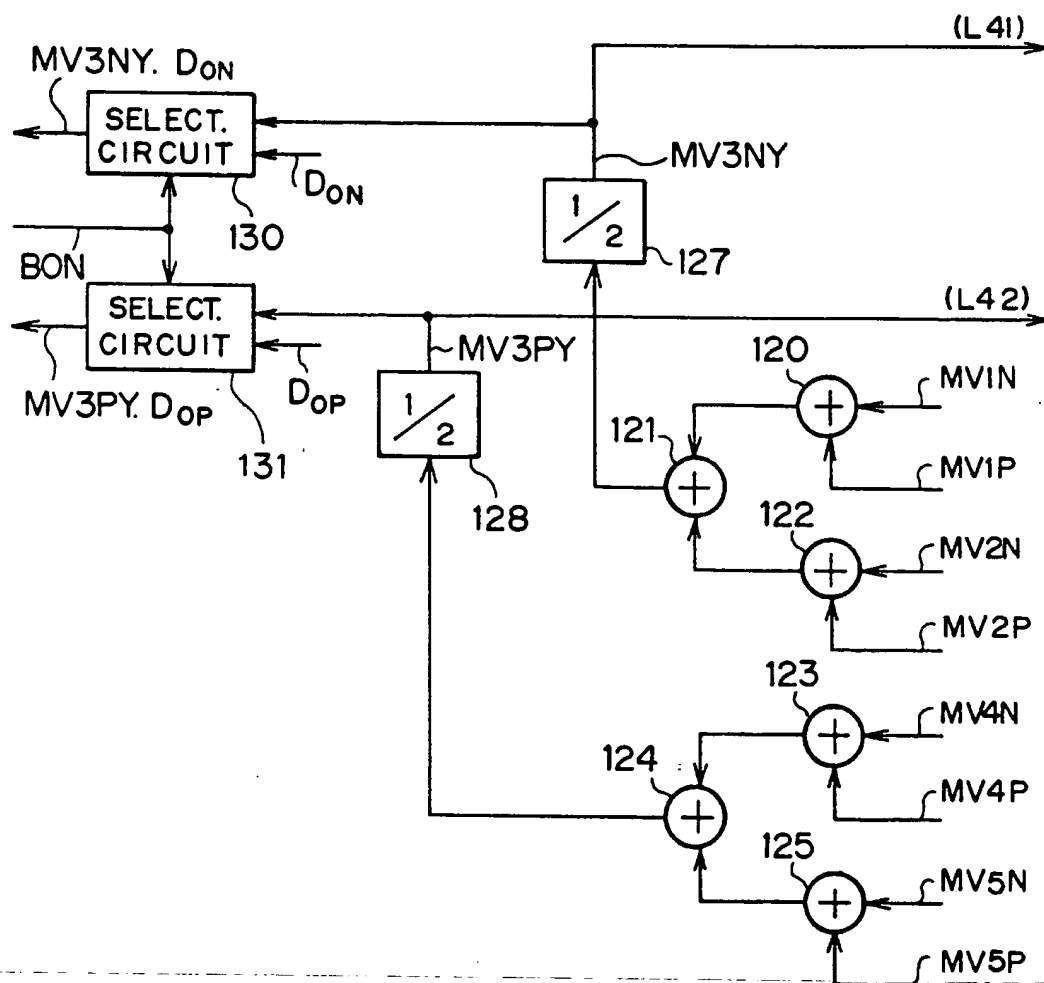 (L41)
MV3NY. DON
SELECT.
CIRCUIT
MV3NY
DON
130
1/2
127
BON
(L42)
SELECT.
CIRCUIT
MV3PY
120
MV1N
DOP
MV3PY. DOP
131
1/2
128
121
MV1P
122
MV2N
MV2P
123
MV4N
124
MV4P
125
MV5N
MV5P